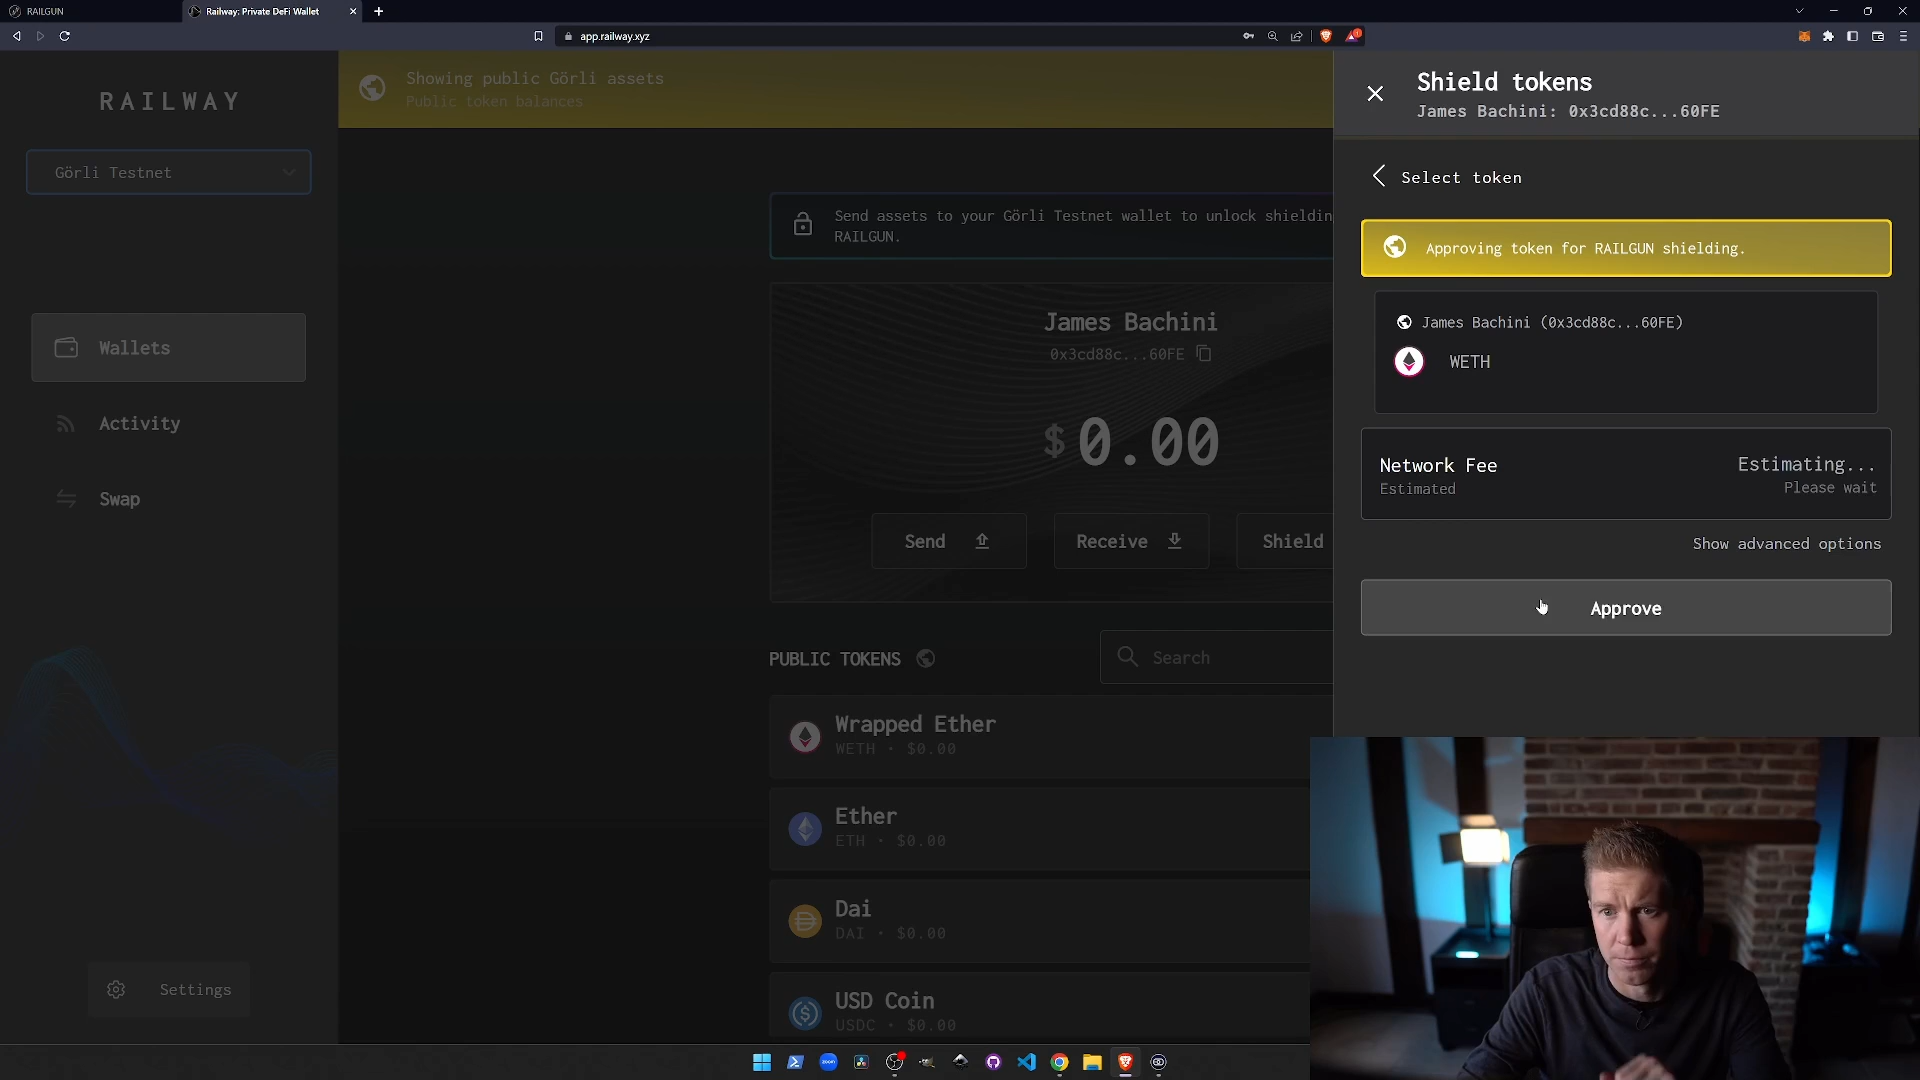 RAILGUN
Railway: Private DeFi Wallet
app.railway.xyz
RAILWAY
Görli Testnet
Wallets
Activity
Swap
Settings
Showing public Görli assets
Public token balances
Send assets to your Görli Testnet wallet to unlock shieldin
RAILGUN.
James Bachini
0x3cd88c...60FE
$0.00
Send
Receive
Shield
PUBLIC TOKENS
Search
Wrapped Ether
WETH • $0.00
Ether
ETH • $0.00
Dai
DAI • $0.00
USD Coin
USDC • $0.00
Shield tokens
James Bachini: 0x3cd88c...60FE
Select token
Approving token for RAILGUN shielding.
James Bachini (0x3cd88c...60FE)
WETH
Network Fee
Estimated
Estimating...
Please wait
Show advanced options
Approve
zoom